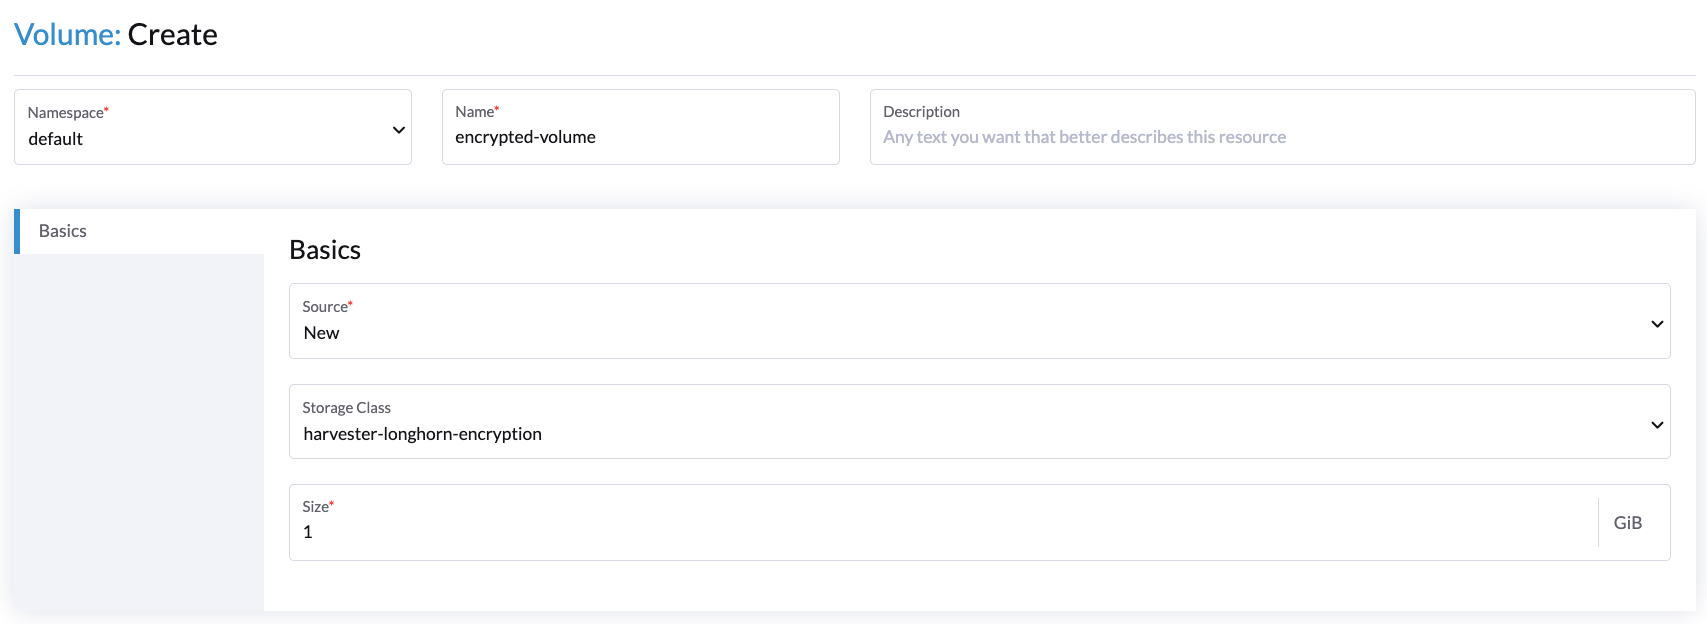 Volume: Create
Namespace*
default
Name*
encrypted-volume
Description
Any text you want that better describes this resource
Basics
Basics
Source*
New
Storage Class
harvester-longhorn-encryption
Size*
1
GiB